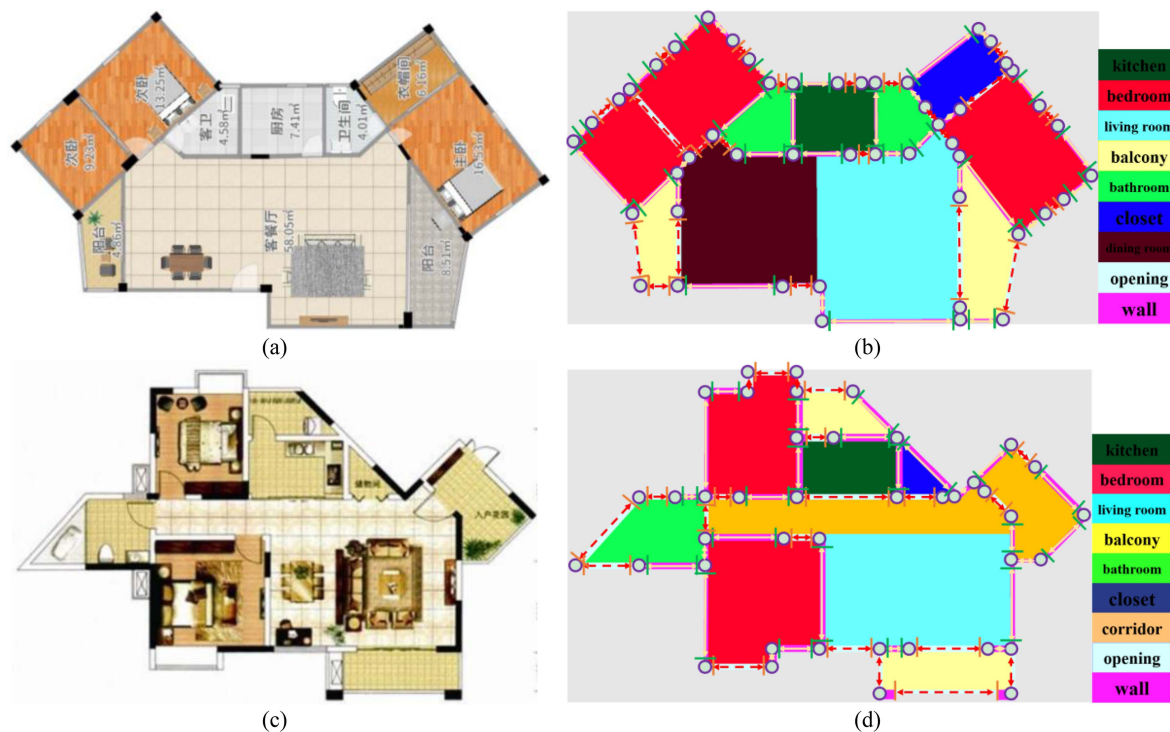 次卧
13.25㎡
次卧
9.23㎡
客卫
4.58㎡
厨房
7.41㎡
卫生间
4.01㎡
衣帽间
6.16㎡
主卧
16.53㎡
阳台
4.86㎡
客餐厅
58.05㎡
阳台
8.51㎡
(a)
kitchen
bedroom
living room
balcony
bathroom
closet
dining room
opening
wall
(b)
储物间
入户花园
(c)
kitchen
bedroom
living room
balcony
bathroom
closet
corridor
opening
wall
(d)